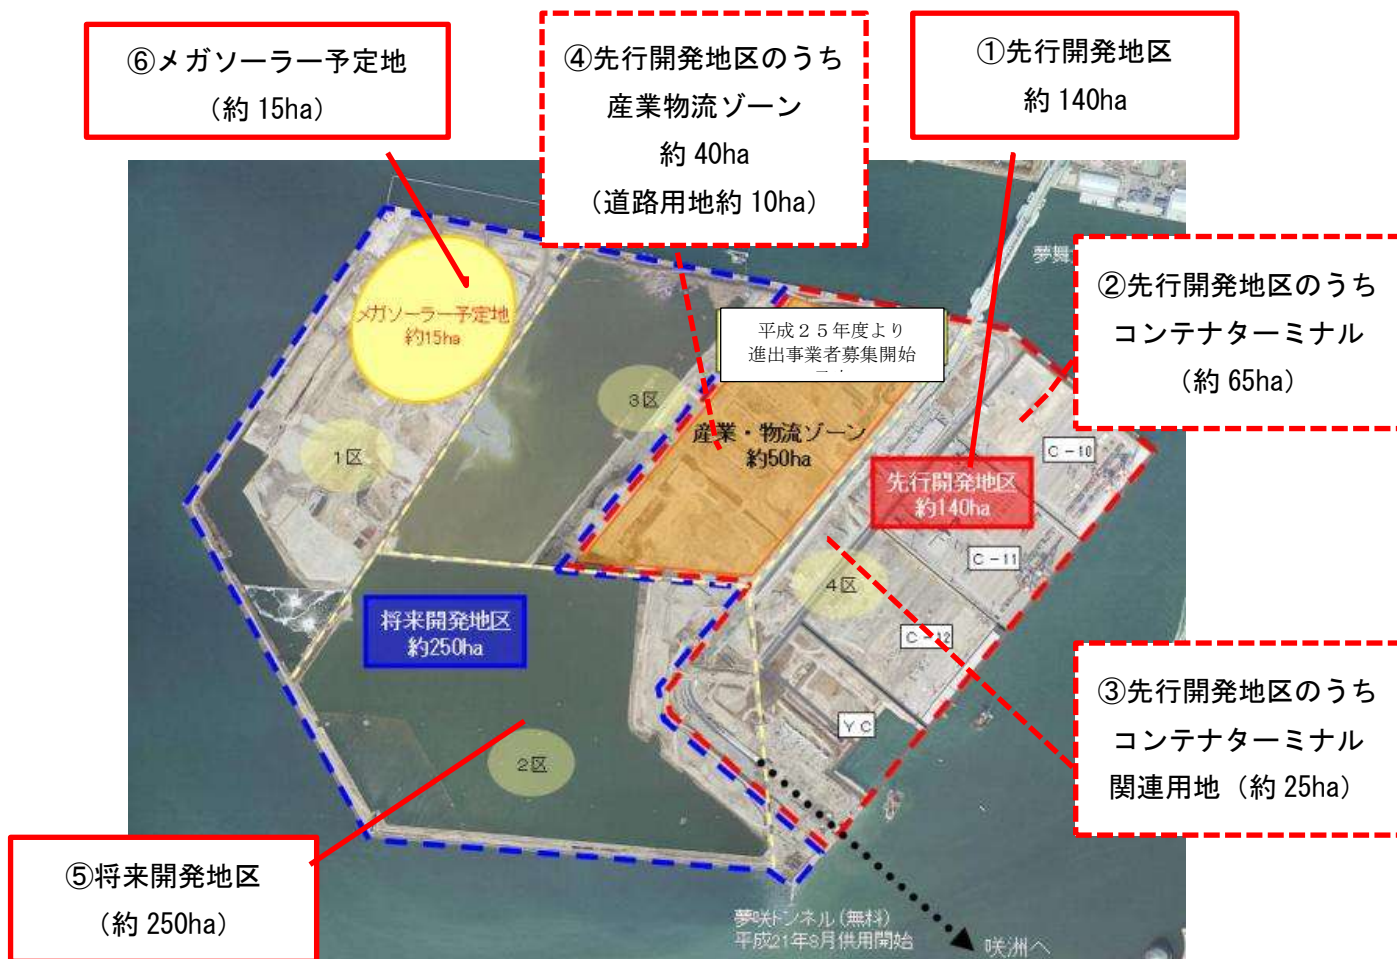 ⑥メガソーラー予定地
（約 15ha）
④先行開発地区のうち
産業物流ゾーン
約 40ha
（道路用地約 10ha）
①先行開発地区
約 140ha
夢舞
②先行開発地区のうち
コンテナターミナル
（約 65ha）
メガソーラー予定地
約15ha
平成２５年度より
進出事業者募集開始
3区
産業・物流ゾーン
約50ha
1区
先行開発地区
約140ha
C-10
C-11
4区
C-12
将来開発地区
約250ha
③先行開発地区のうち
コンテナターミナル
関連用地（約 25ha）
YC
2区
⑤将来開発地区
（約 250ha）
夢咲トンネル(無料)
平成21年8月供用開始
咲洲へ